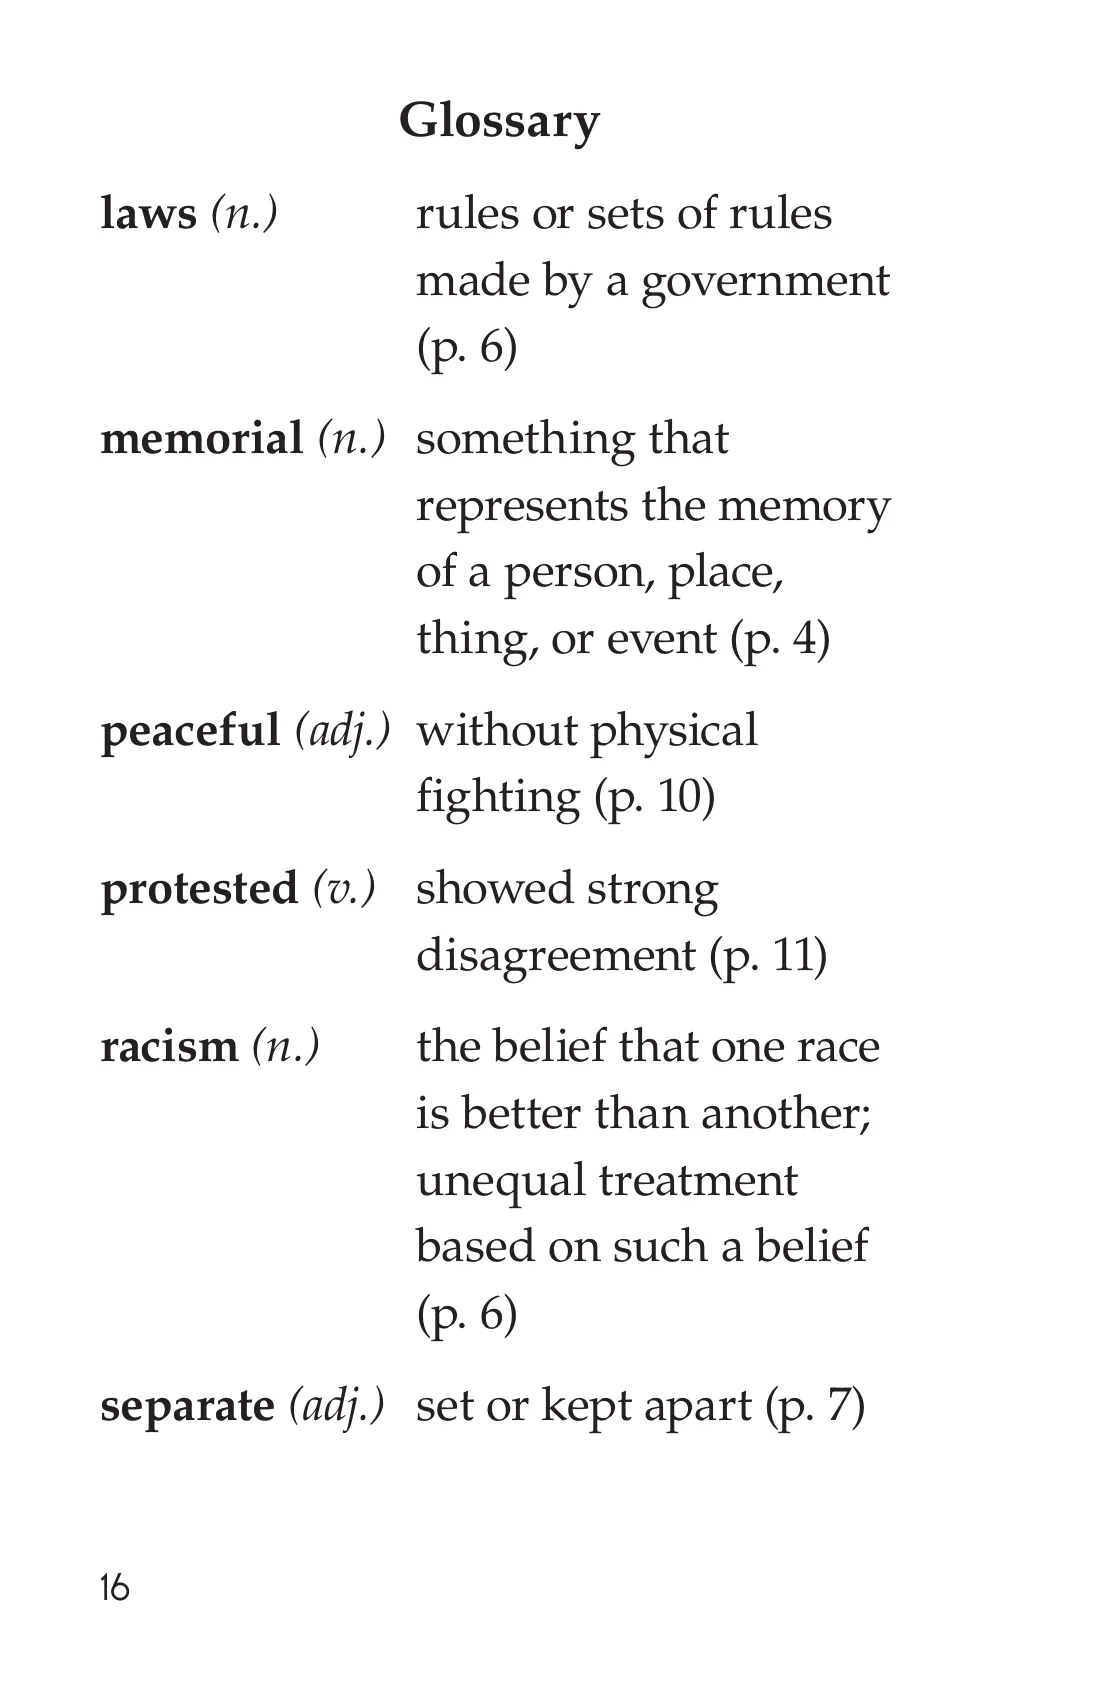 Glossary
laws (n.) rules or sets of rules
made by a government
(p. 6)
memorial (n.) something that
represents the memory
of a person, place,
thing, or event (p. 4)
peaceful (adj.) without physical
fighting (p. 10)
protested (v.) showed strong
disagreement (p. 11)
racism (n.) the belief that one race
is better than another;
unequal treatment
based on such a belief
(p. 6)
separate (adj.) set or kept apart (p. 7)
16